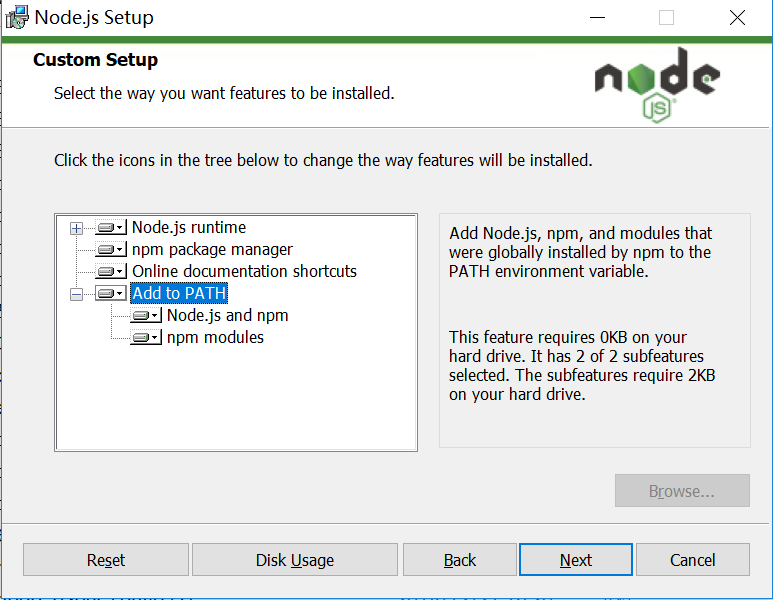 Node.js Setup
Custom Setup
Select the way you want features to be installed.
node
JS
Click the icons in the tree below to change the way features will be installed.
Node.js runtime
npm package manager
Online documentation shortcuts
Add to PATH
Node.js and npm
npm modules
Add Node.js, npm, and modules that
were globally installed by npm to the
PATH environment variable.
This feature requires 0KB on your
hard drive. It has 2 of 2 subfeatures
selected. The subfeatures require 2KB
on your hard drive.
Browse...
Reset
Disk Usage
Back
Next
Cancel